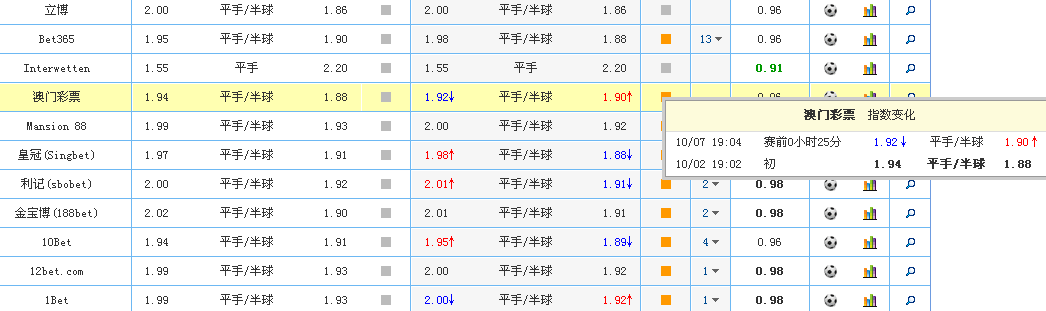 立博 2.00 平手/半球 1.86 2.00 平手/半球 1.86 0.96
Bet365 1.95 平手/半球 1.90 1.98 平手/半球 1.88 13 0.96
Interwetten 1.55 平手 2.20 1.55 平手 2.20 0.91
澳门彩票 1.94 平手/半球 1.88 1.92↓ 平手/半球 1.90↑ 0.96
澳门彩票 指数变化
Mansion 88 1.99 平手/半球 1.93 2.00 平手/半球 1.92
10/07 19:04 赛前0小时25分 1.92↓ 平手/半球 1.90↑
皇冠(Singbet) 1.97 平手/半球 1.91 1.98↑ 平手/半球 1.88↓
10/02 19:02 初 1.94 平手/半球 1.88
利记(sbobet) 2.00 平手/半球 1.92 2.01↑ 平手/半球 1.91↓ 2 0.98
金宝博(188bet) 2.02 平手/半球 1.90 2.01 平手/半球 1.91 2 0.98
10Bet 1.94 平手/半球 1.91 1.95↑ 平手/半球 1.89↓ 4 0.96
12bet.com 1.99 平手/半球 1.93 2.00 平手/半球 1.92 1 0.98
1Bet 1.99 平手/半球 1.93 2.00↓ 平手/半球 1.92↑ 1 0.98